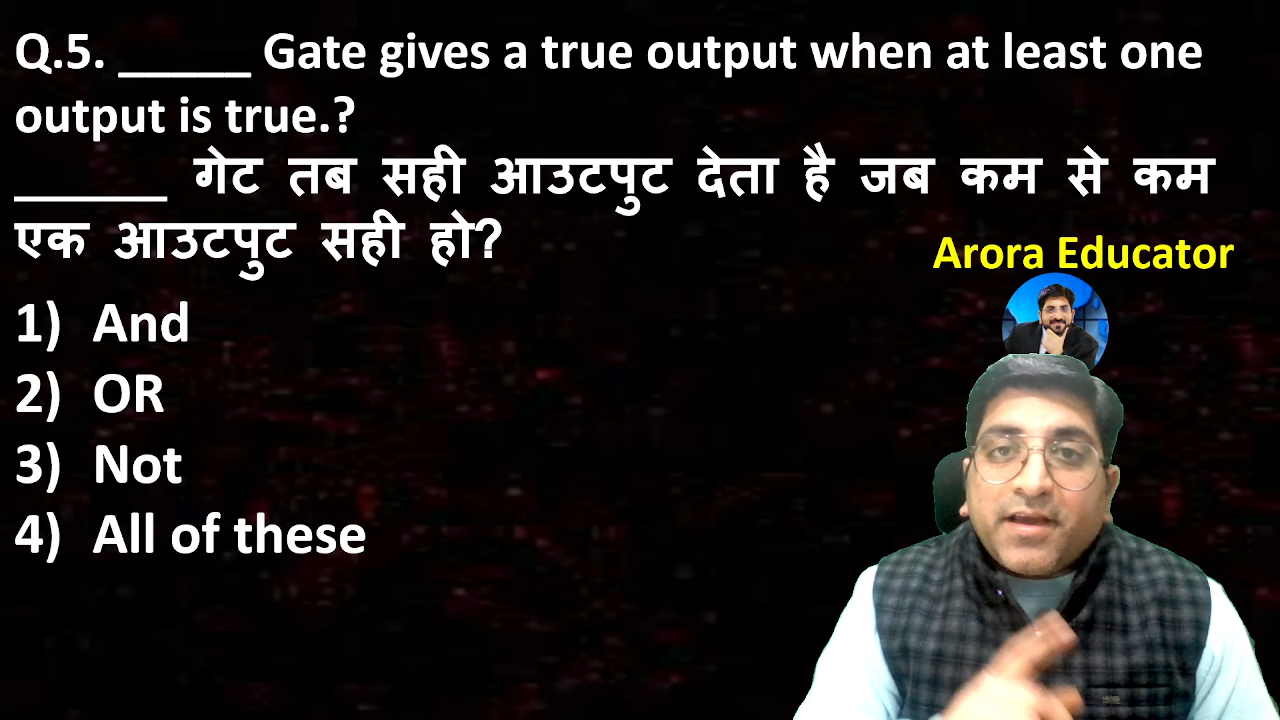 Q.5. _____ Gate gives a true output when at least one
output is true.?
______ गेट तब सही आउटपुट देता है जब कम से कम
एक आउटपुट सही हो?
Arora Educator
1) And
2) OR
3) Not
4) All of these